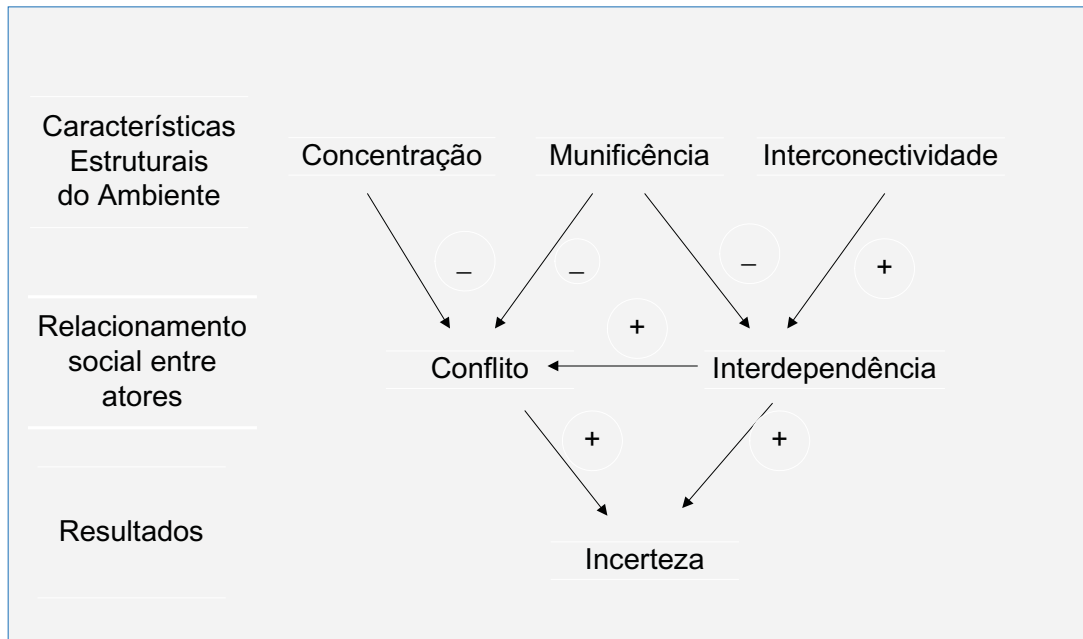 Características
Estruturais
do Ambiente
Concentração
Munificência
Interconectividade
_
_
_
+
Relacionamento
social entre
atores
+
Conflito
Interdependência
+
+
Resultados
Incerteza